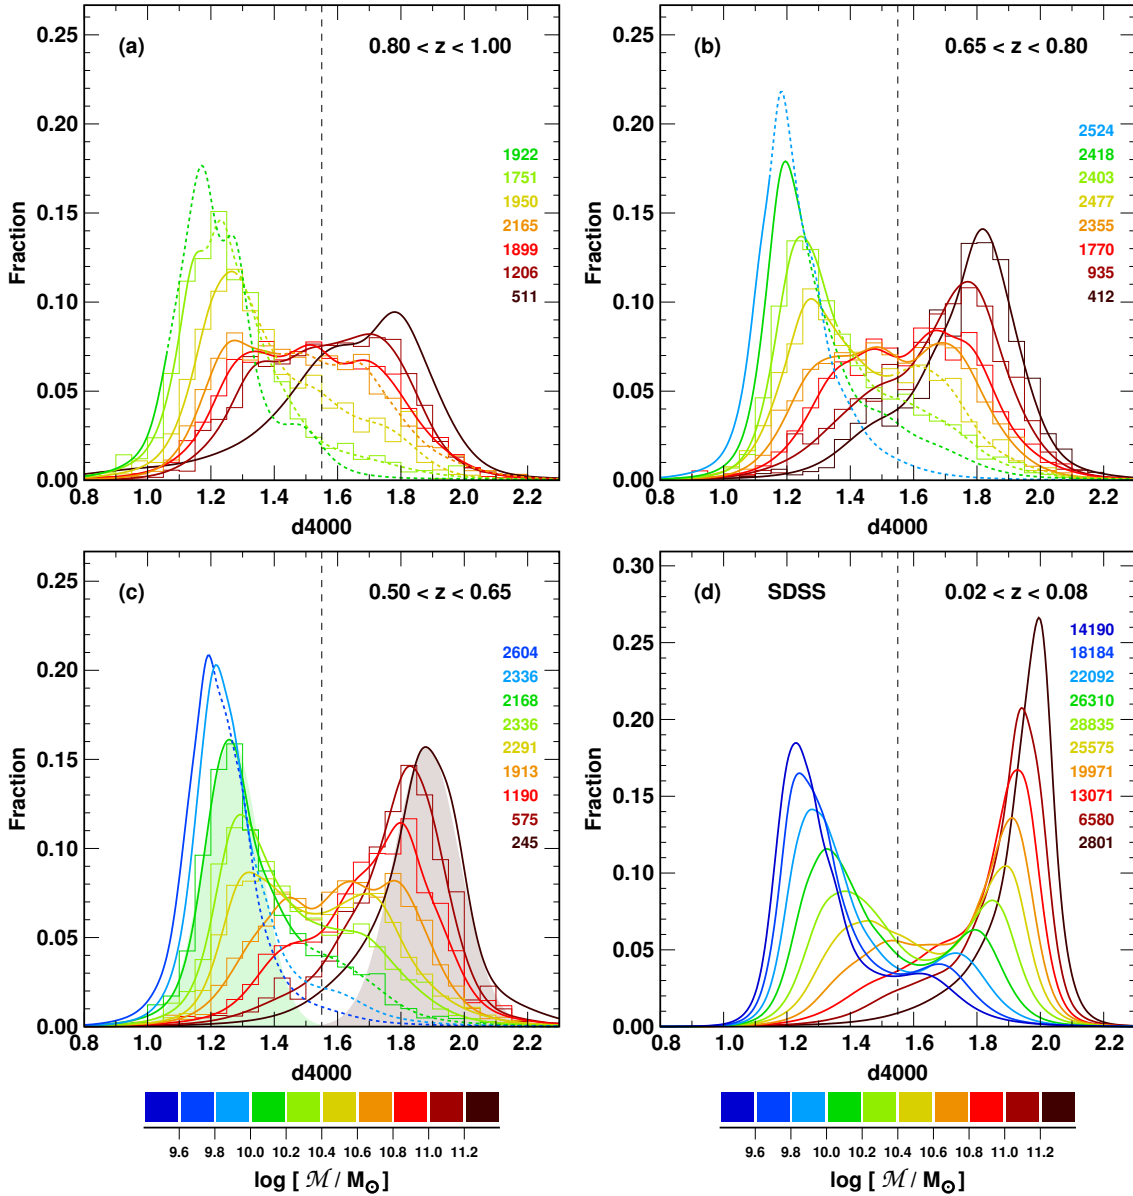 (a)
0.80 < z < 1.00
0.25
0.20
0.15
0.10
0.05
0.00
Fraction
1922
1751
1950
2165
1899
1206
511
0.8 1.0 1.2 1.4 1.6 1.8 2.0 2.2
d4000
(b)
0.65 < z < 0.80
0.25
0.20
0.15
0.10
0.05
0.00
Fraction
2524
2418
2403
2477
2355
1770
935
412
0.8 1.0 1.2 1.4 1.6 1.8 2.0 2.2
d4000
(c)
0.50 < z < 0.65
0.25
0.20
0.15
0.10
0.05
0.00
Fraction
2604
2336
2168
2336
2291
1913
1190
575
245
0.8 1.0 1.2 1.4 1.6 1.8 2.0 2.2
d4000
(d) SDSS 0.02 < z < 0.08
0.30
0.25
0.20
0.15
0.10
0.05
0.00
Fraction
14190
18184
22092
26310
28835
25575
19971
13071
6580
2801
0.8 1.0 1.2 1.4 1.6 1.8 2.0 2.2
d4000
9.6 9.8 10.0 10.2 10.4 10.6 10.8 11.0 11.2
log [ ℳ / M⊙ ]
9.6 9.8 10.0 10.2 10.4 10.6 10.8 11.0 11.2
log [ ℳ / M⊙ ]